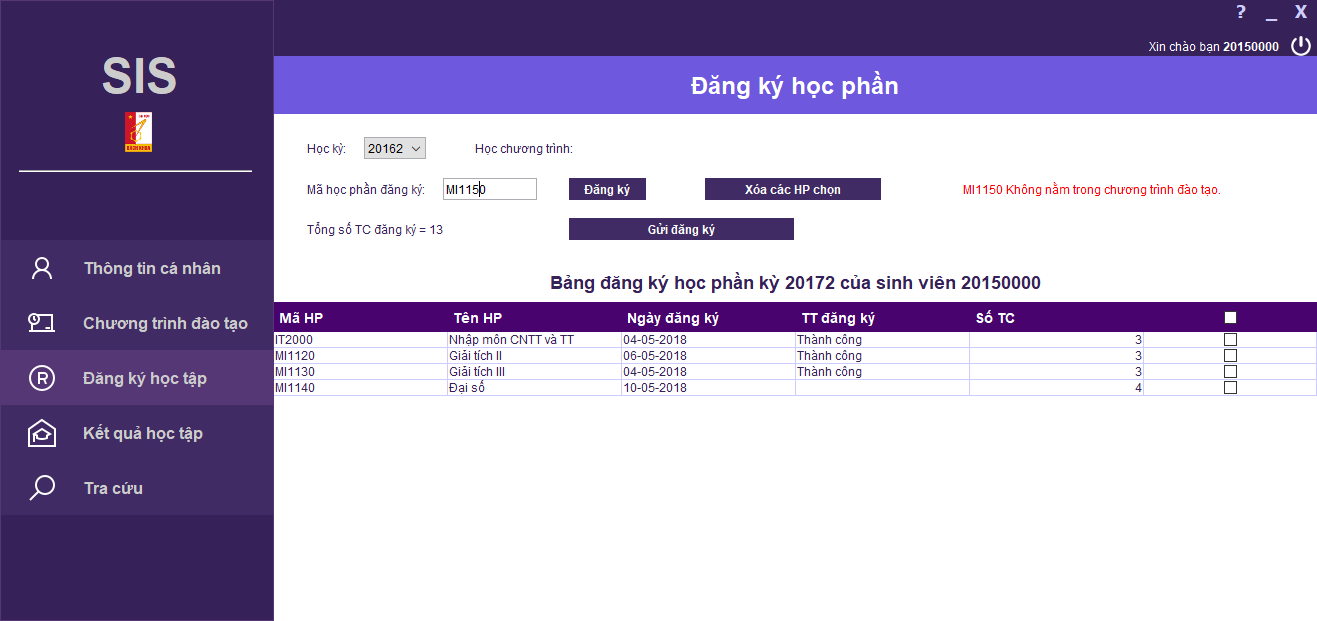 ? _ X
Xin chào bạn 20150000
SIS
BÁCH KHOA
Thông tin cá nhân
Chương trình đào tạo
R
Đăng ký học tập
Kết quả học tập
Tra cứu
Đăng ký học phần
Học kỳ: 20162 Học chương trình:
Mã học phần đăng ký: MI1150 Đăng ký Xóa các HP chọn MI1150 Không nằm trong chương trình đào tạo.
Tổng số TC đăng ký = 13 Gửi đăng ký
Bảng đăng ký học phần kỳ 20172 của sinh viên 20150000
Mã HP Tên HP Ngày đăng ký TT đăng ký Số TC
IT2000 Nhập môn CNTT và TT 04-05-2018 Thành công 3
MI1120 Giải tích II 06-05-2018 Thành công 3
MI1130 Giải tích III 04-05-2018 Thành công 3
MI1140 Đại số 10-05-2018 4